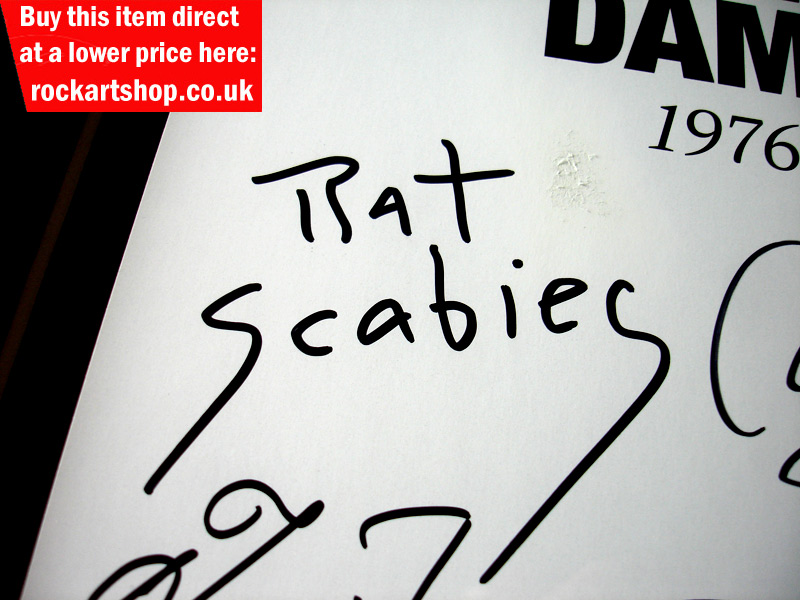 Buy this item direct
at a lower price here:
rockartshop.co.uk
DAM
1976
Rat
Scabies